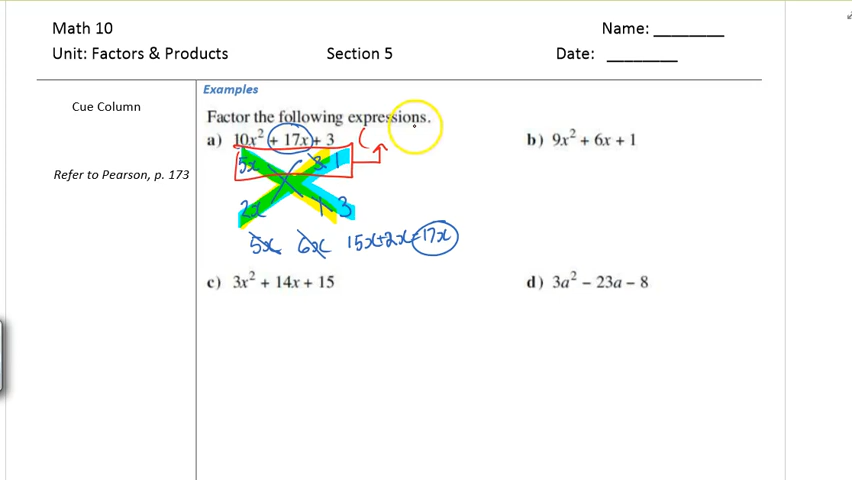 Math 10 Name: ________
Unit: Factors & Products Section 5 Date: ________
Examples
Cue Column
Factor the following expressions.
a) 10x² + 17x + 3 (
b) 9x² + 6x + 1
5x 3 1
Refer to Pearson, p. 173
2x 1 3
5x 6x 15x+2x=17x
c) 3x² + 14x + 15
d) 3a² − 23a − 8